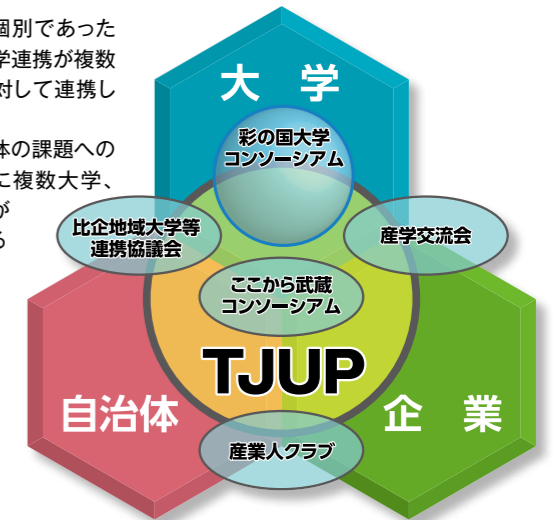 個別であった
学連携が複数
対して連携し
体の課題への
に複数大学、
が
る
大 学
彩の国大学
コンソーシアム
比企地域大学等
連携協議会
産学交流会
ここから武蔵
コンソーシアム
TJUP
自治体
企 業
産業人クラブ